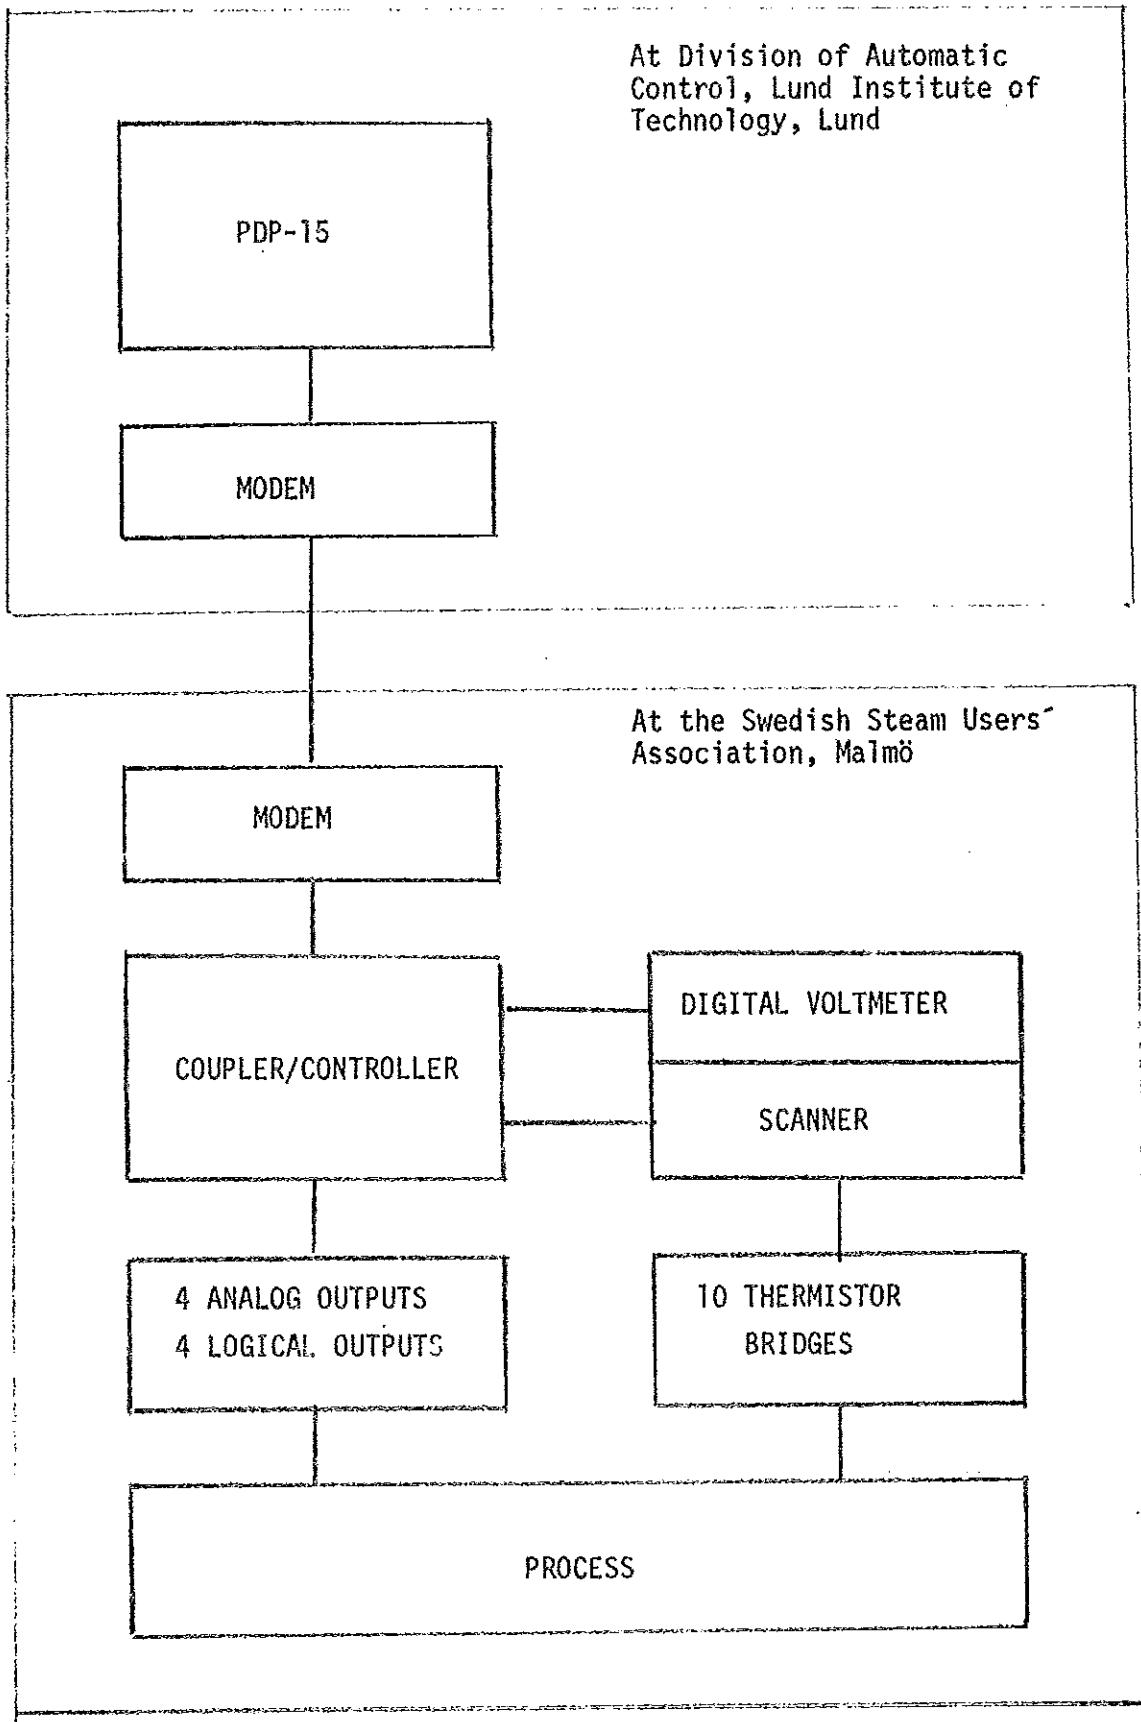 At Division of Automatic
Control, Lund Institute of
Technology, Lund
PDP-15
MODEM
At the Swedish Steam Users´
Association, Malmö
MODEM
DIGITAL VOLTMETER
COUPLER/CONTROLLER
SCANNER
4 ANALOG OUTPUTS
4 LOGICAL OUTPUTS
10 THERMISTOR
BRIDGES
PROCESS